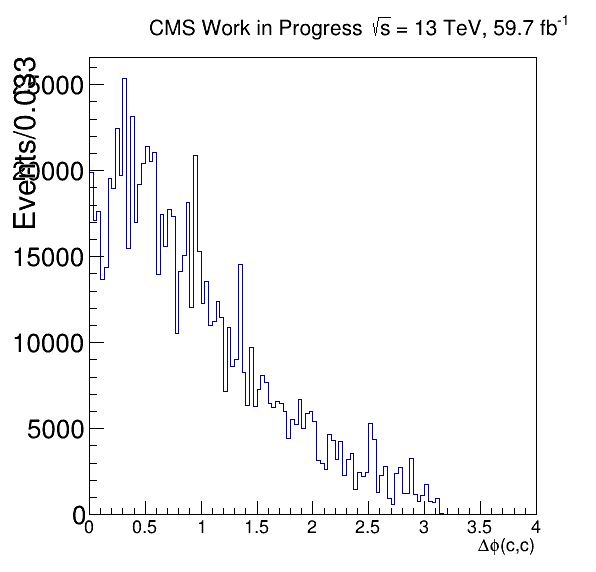 CMS Work in Progress √s = 13 TeV, 59.7 fb⁻¹
Events/0.033
25000
20000
15000
10000
5000
0
0 0.5 1 1.5 2 2.5 3 3.5 4
Δϕ(c,c)